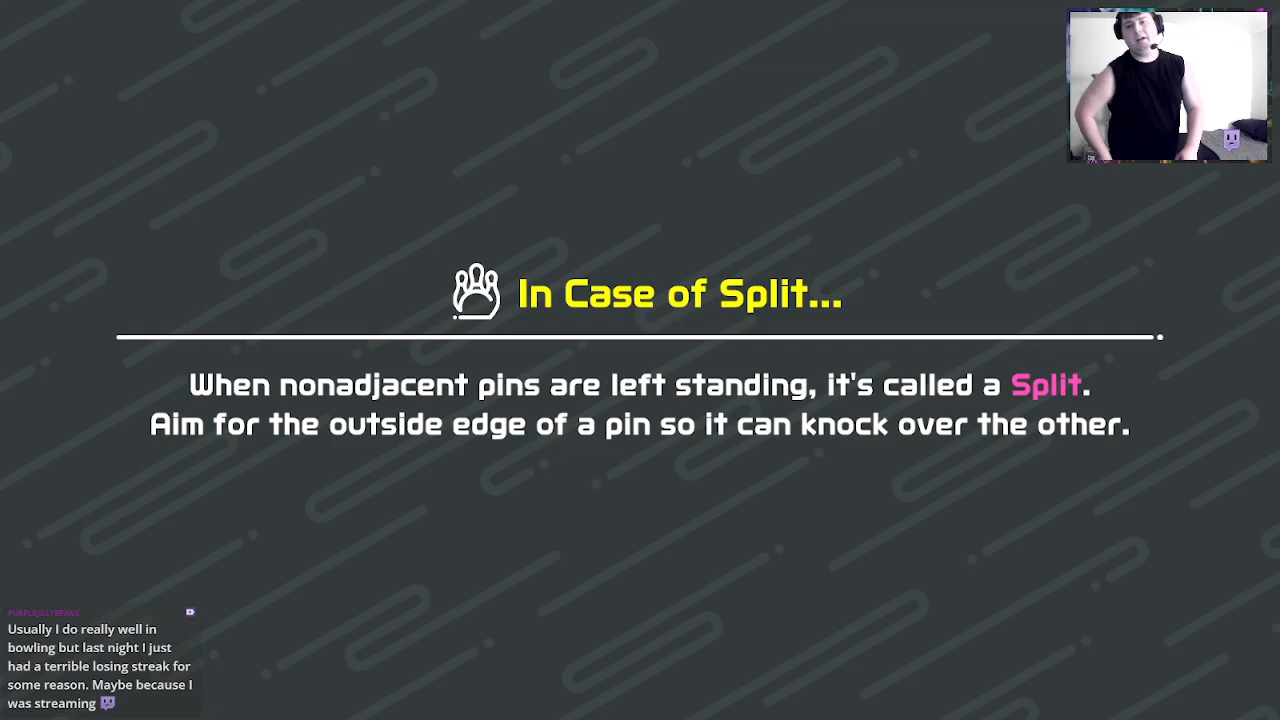 In Case of Split...
When nonadjacent pins are left standing, it's called a Split.
Aim for the outside edge of a pin so it can knock over the other.
PURPLEJILLYBEANS
Usually I do really well in
bowling but last night I just
had a terrible losing streak for
some reason. Maybe because I
was streaming